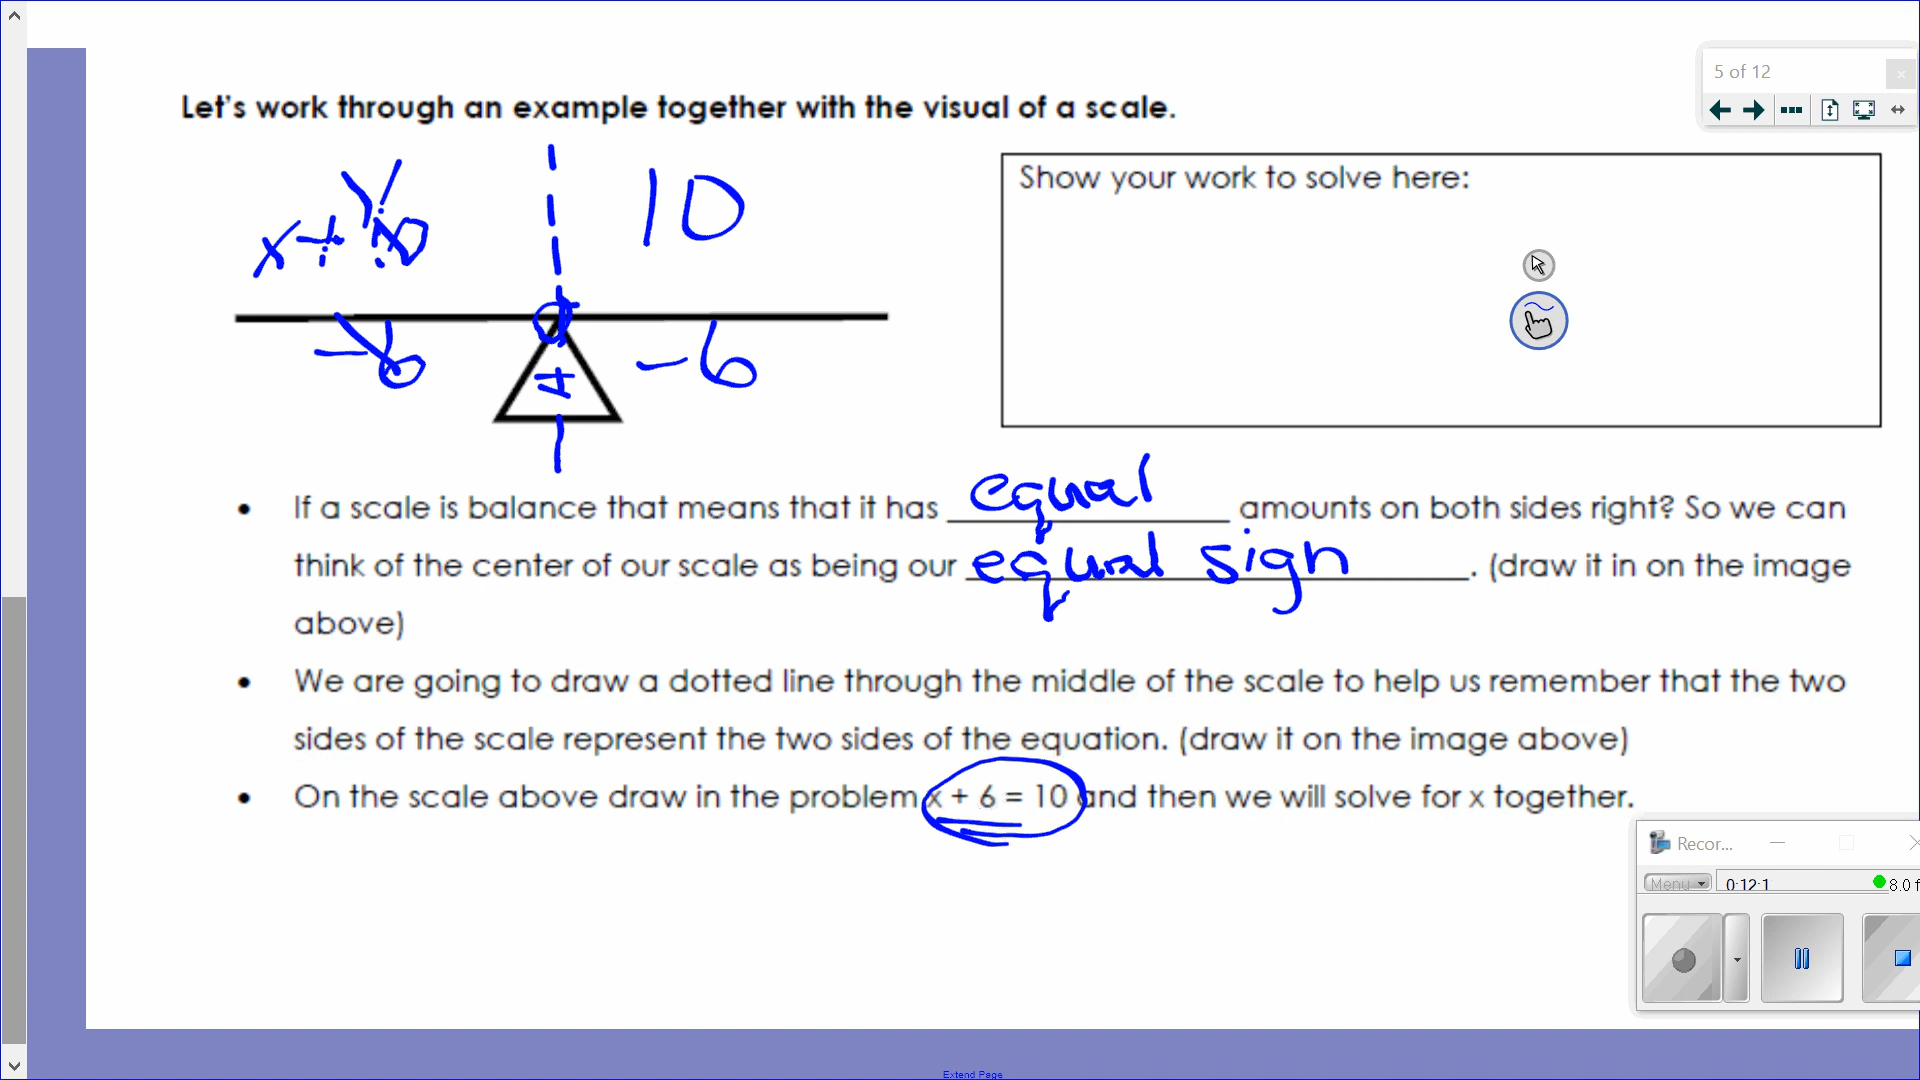 5 of 12
Let's work through an example together with the visual of a scale.
Show your work to solve here:
x + 6
10
-6
-6
If a scale is balance that means that it has equal amounts on both sides right? So we can
think of the center of our scale as being our equal sign. (draw it in on the image
above)
We are going to draw a dotted line through the middle of the scale to help us remember that the two
sides of the scale represent the two sides of the equation. (draw it on the image above)
On the scale above draw in the problem x + 6 = 10 and then we will solve for x together.
Recor...
Menu
0:12:1
8.0 f
Extend Page